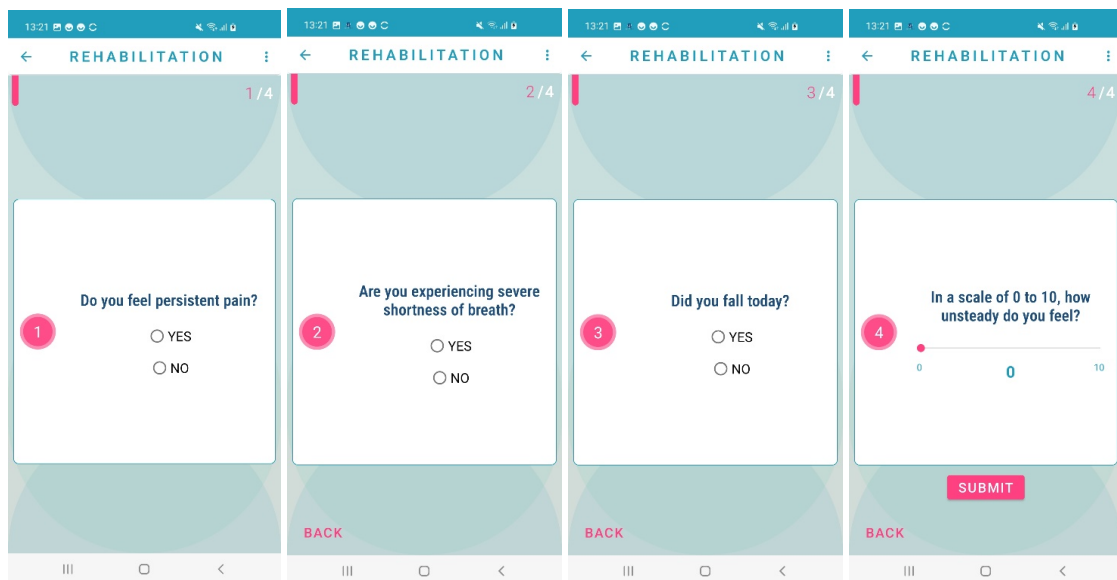 13:21
REHABILITATION
1/4
Do you feel persistent pain?
1
YES
NO
13:21
REHABILITATION
2/4
Are you experiencing severe
shortness of breath?
2
YES
NO
BACK
13:21
REHABILITATION
3/4
Did you fall today?
3
YES
NO
BACK
13:21
REHABILITATION
4/4
In a scale of 0 to 10, how
unsteady do you feel?
4
0
0
10
SUBMIT
BACK